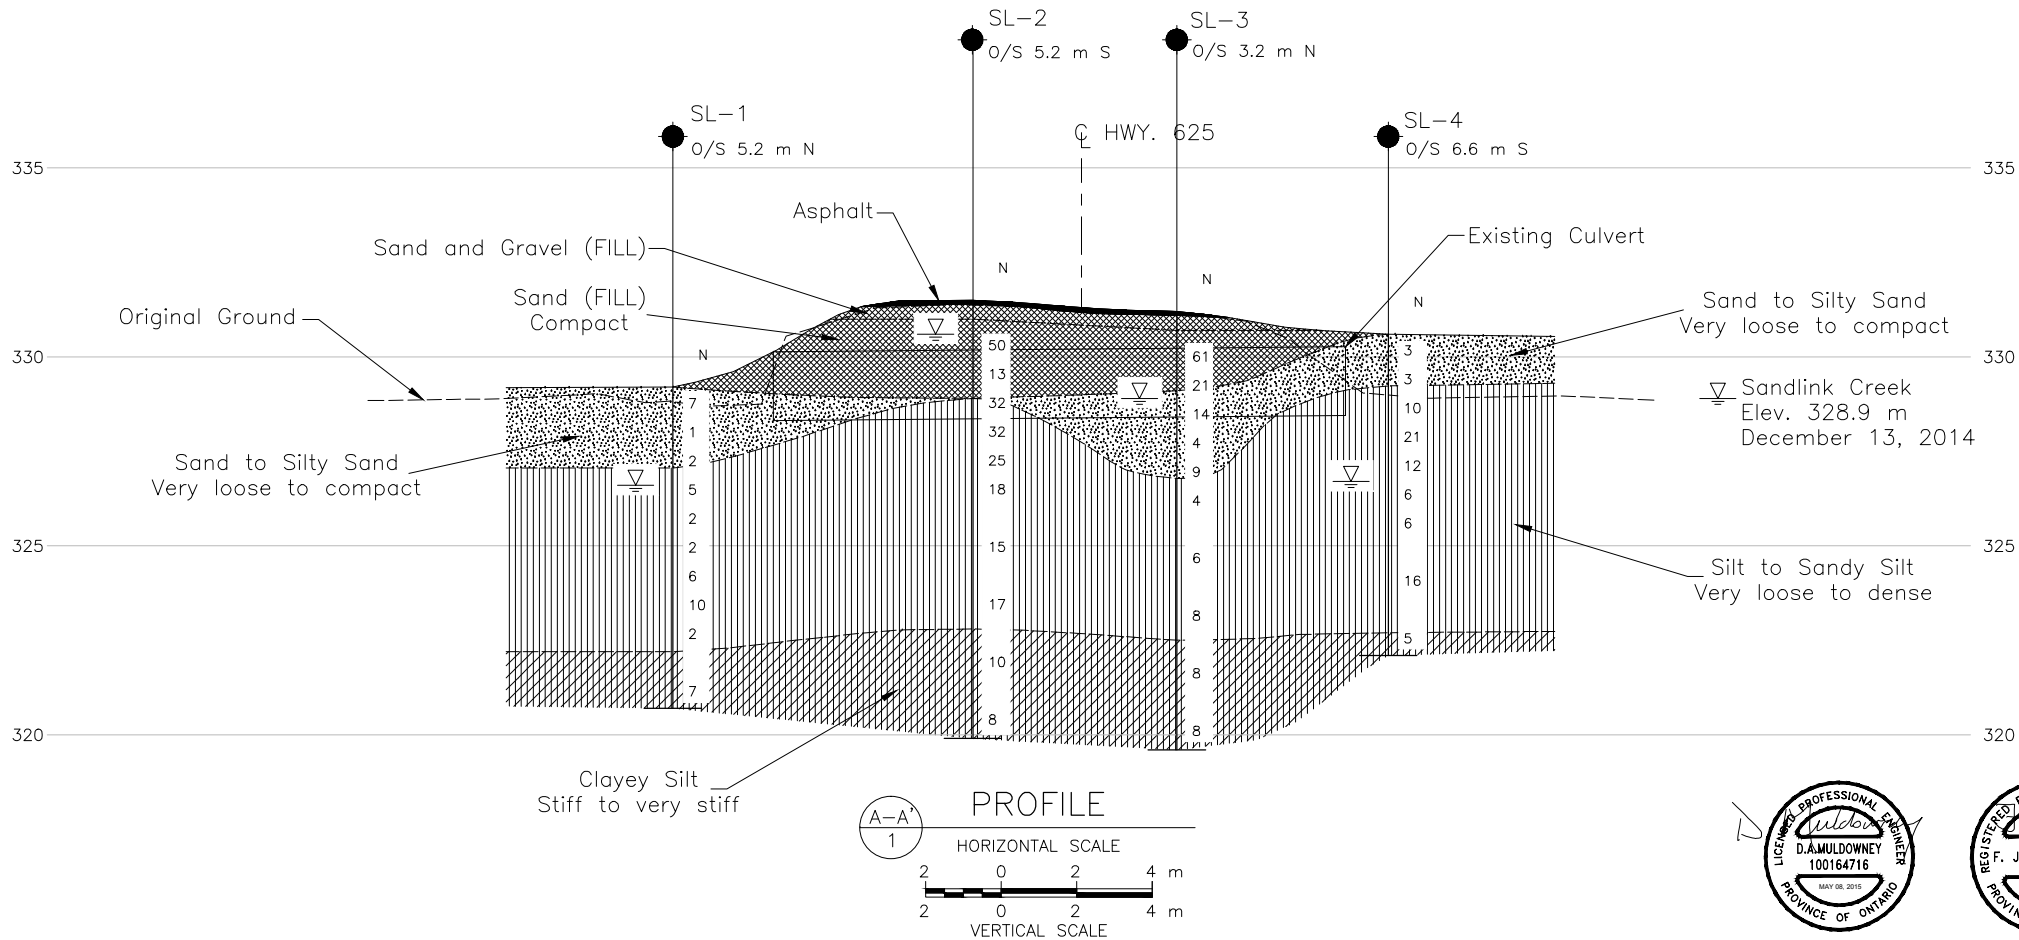 SL-2
O/S 5.2 m S
SL-3
O/S 3.2 m N
SL-1
O/S 5.2 m N
℄ HWY. 625
SL-4
O/S 6.6 m S
335
335
Asphalt
Existing Culvert
Sand and Gravel (FILL)
Sand (FILL)
Compact
Original Ground
Sand to Silty Sand
Very loose to compact
330
330
Sandlink Creek
Elev. 328.9 m
December 13, 2014
Sand to Silty Sand
Very loose to compact
325
325
Silt to Sandy Silt
Very loose to dense
320
320
Clayey Silt
Stiff to very stiff
N
7
1
2
5
2
2
6
10
2
7
N
50
13
32
32
25
18
15
17
10
8
N
61
21
14
4
9
4
6
8
8
8
N
3
3
10
21
12
6
6
16
5
A-A'
1
PROFILE
HORIZONTAL SCALE
2 0 2 4 m
2 0 2 4 m
VERTICAL SCALE
LICENSED PROFESSIONAL ENGINEER
D.A.MULDOWNEY
100164716
MAY 08, 2015
PROVINCE OF ONTARIO
REGISTERED
F. J